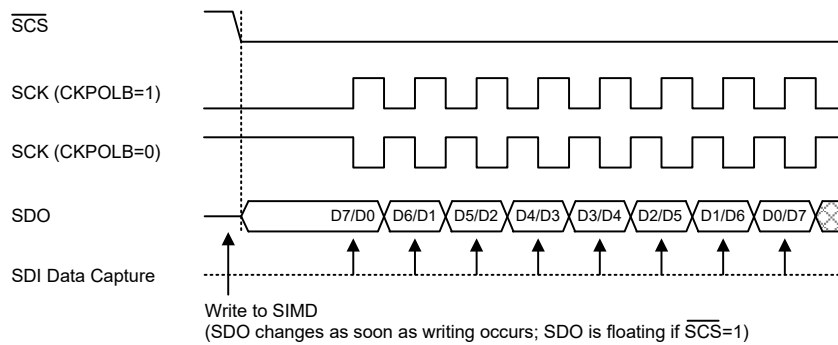 SCS
SCK (CKPOLB=1)
SCK (CKPOLB=0)
SDO D7/D0 D6/D1 D5/D2 D4/D3 D3/D4 D2/D5 D1/D6 D0/D7
SDI Data Capture
Write to SIMD
(SDO changes as soon as writing occurs; SDO is floating if SCS=1)